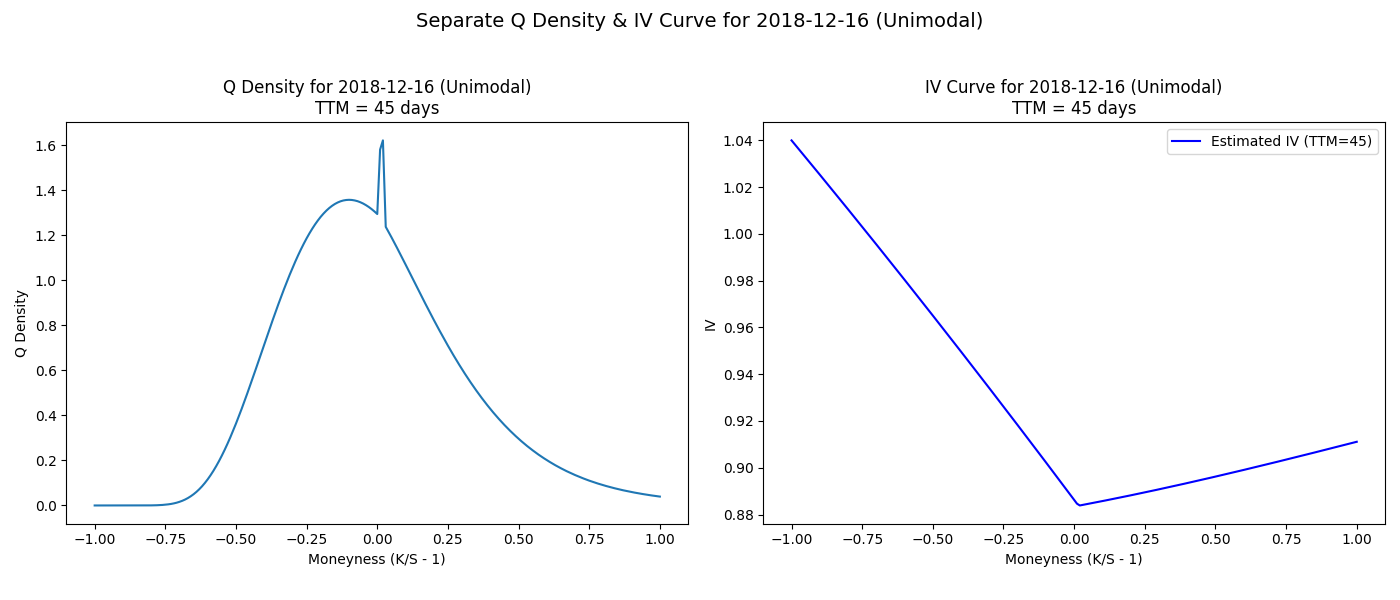 Separate Q Density & IV Curve for 2018-12-16 (Unimodal)
Q Density for 2018-12-16 (Unimodal)
TTM = 45 days
1.6
1.4
1.2
1.0
0.8
0.6
0.4
0.2
0.0
Q Density
−1.00 −0.75 −0.50 −0.25 0.00 0.25 0.50 0.75 1.00
Moneyness (K/S - 1)
IV Curve for 2018-12-16 (Unimodal)
TTM = 45 days
Estimated IV (TTM=45)
1.04
1.02
1.00
0.98
0.96
0.94
0.92
0.90
0.88
IV
−1.00 −0.75 −0.50 −0.25 0.00 0.25 0.50 0.75 1.00
Moneyness (K/S - 1)